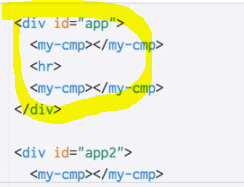 <div id="app">
<my-cmp></my-cmp>
<hr>
<my-cmp></my-cmp>
</div>
<div id="app2">
<my-cmp></my-cmp>